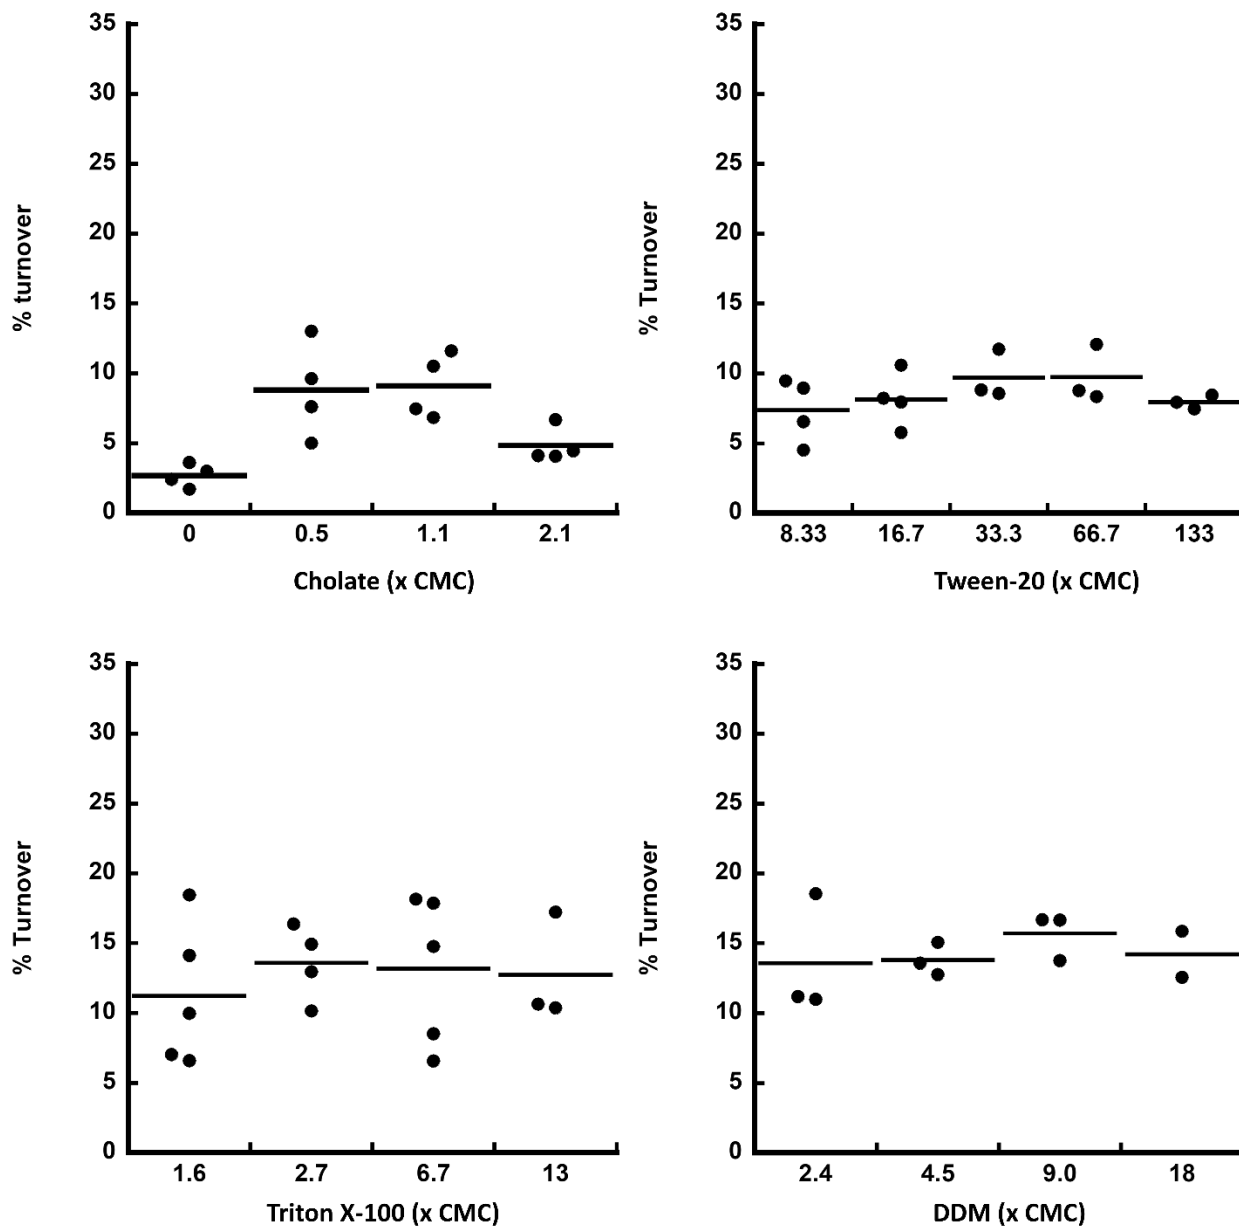 % turnover
35
30
25
20
15
10
5
0
0 0.5 1.1 2.1
Cholate (x CMC)
% Turnover
35
30
25
20
15
10
5
0
8.33 16.7 33.3 66.7 133
Tween-20 (x CMC)
% Turnover
35
30
25
20
15
10
5
0
1.6 2.7 6.7 13
Triton X-100 (x CMC)
% Turnover
35
30
25
20
15
10
5
0
2.4 4.5 9.0 18
DDM (x CMC)